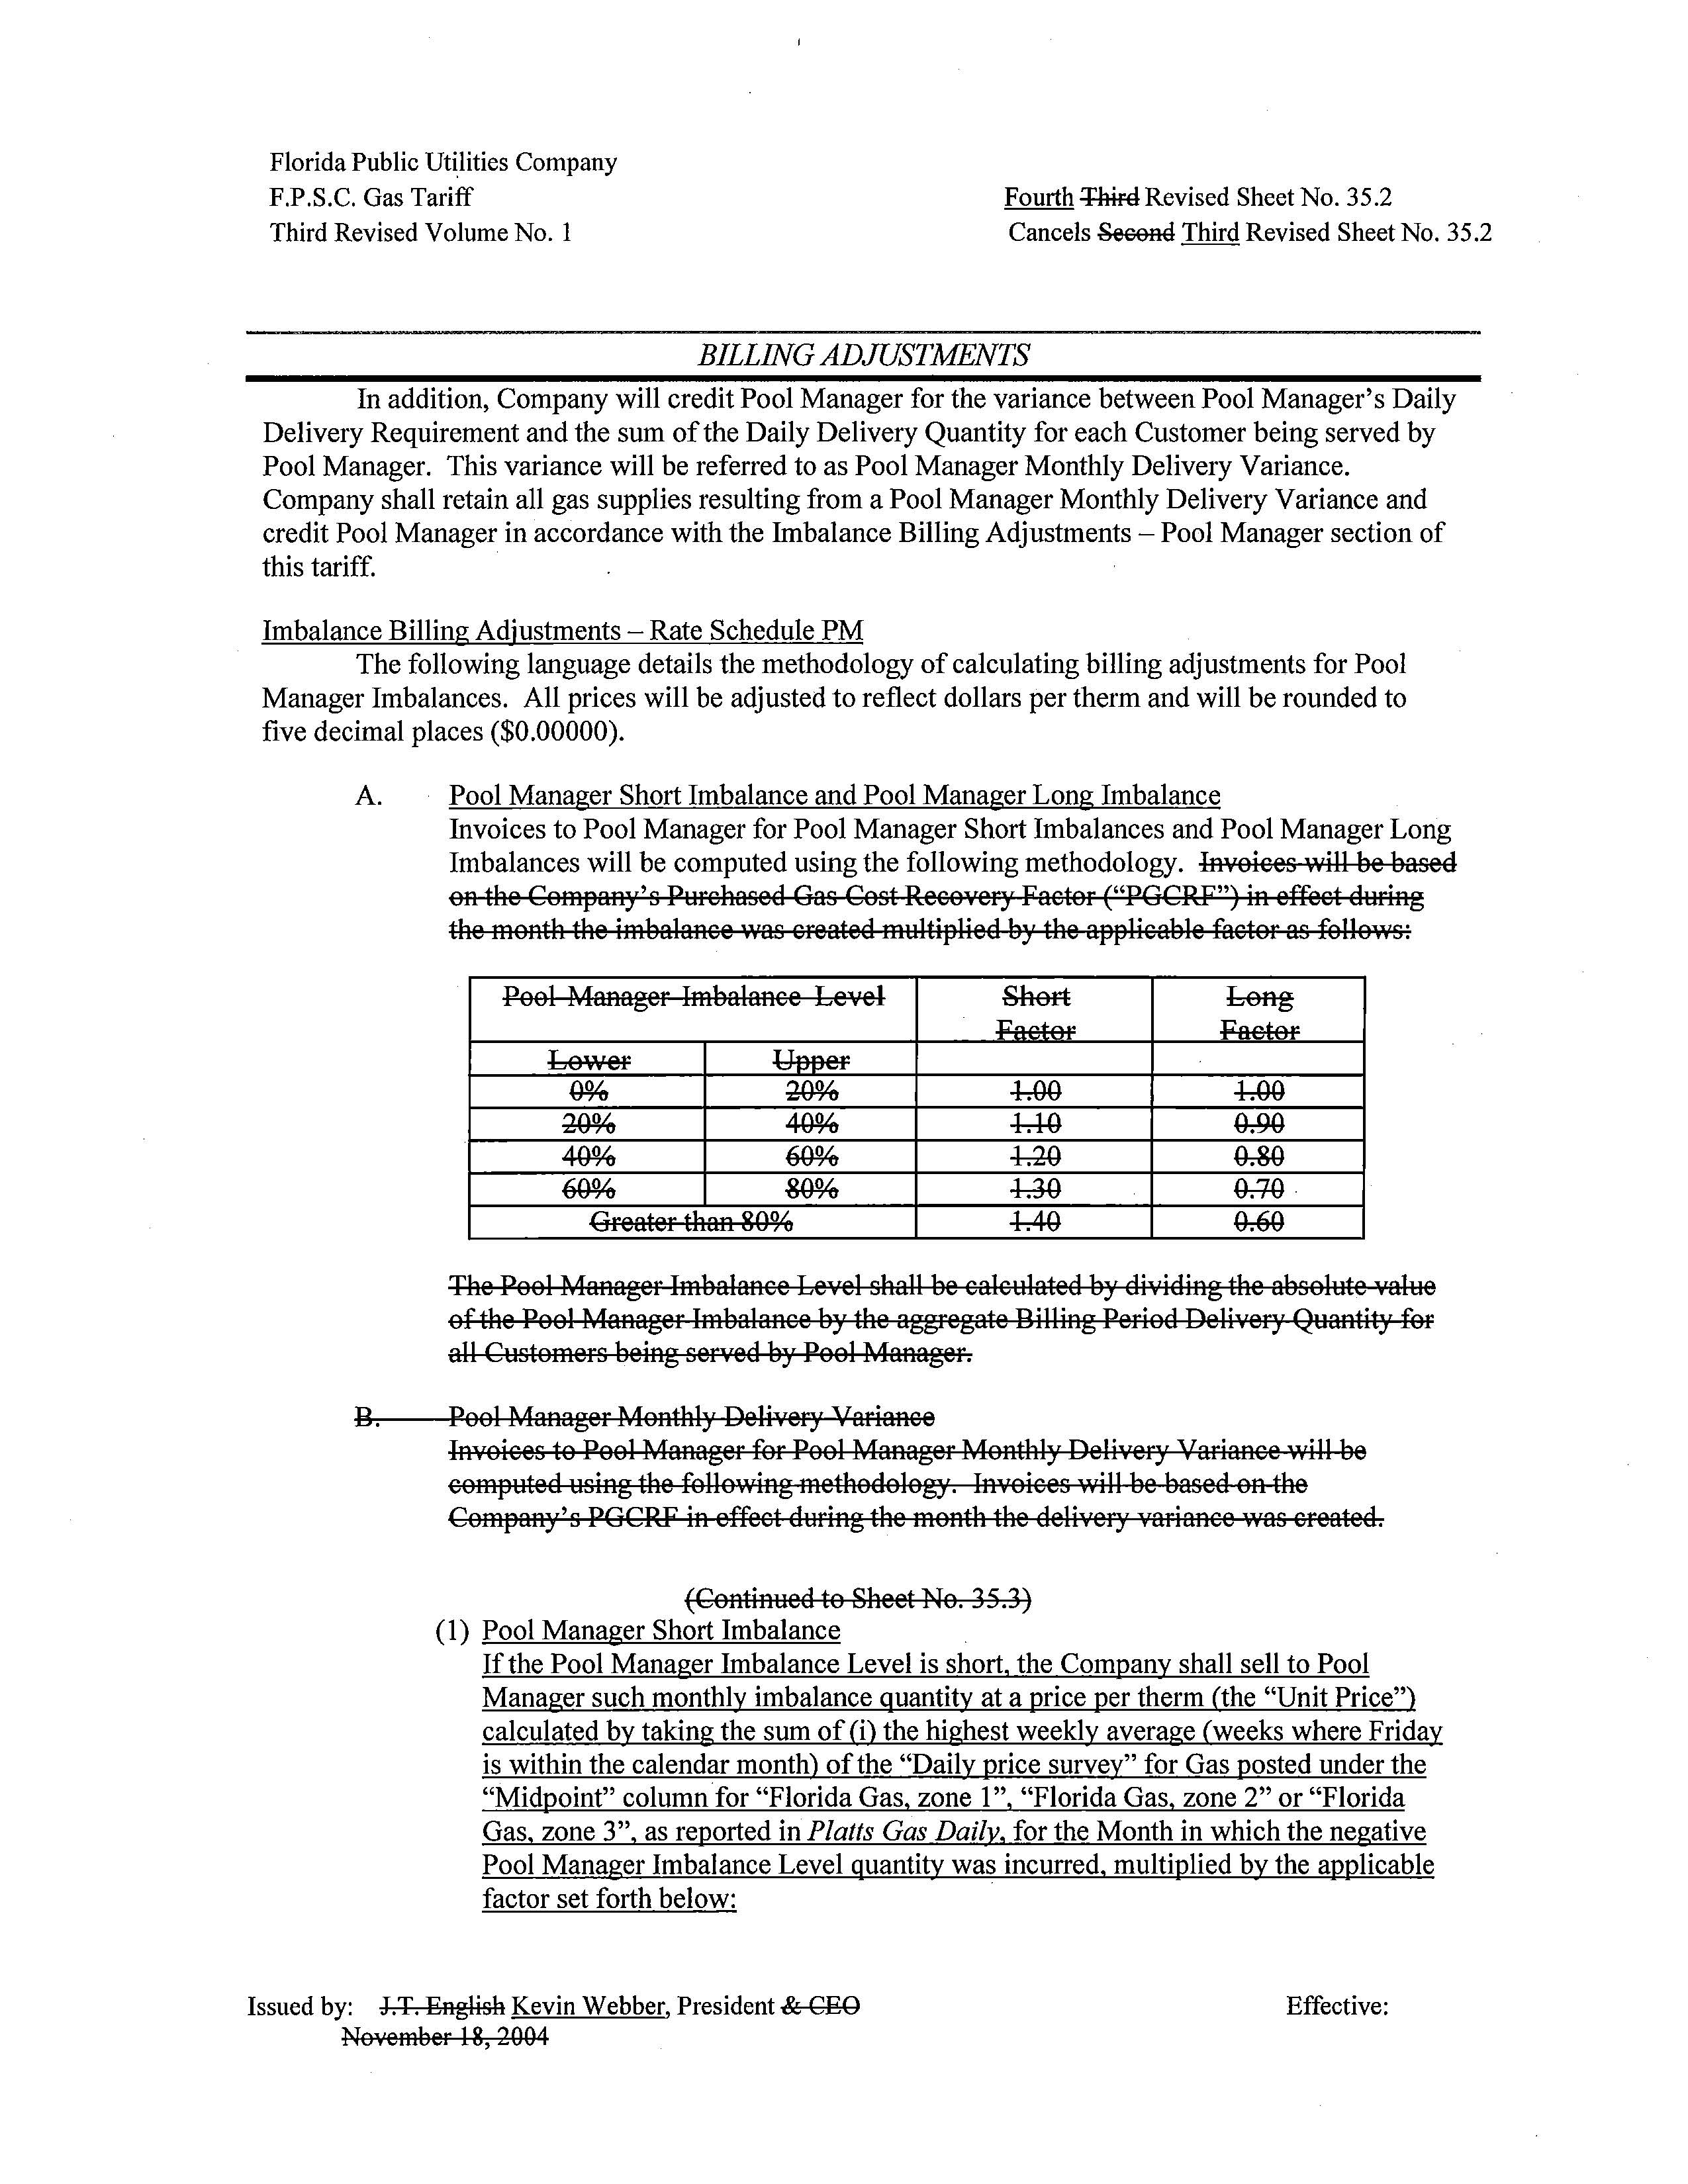 Florida Public Utilities Company
F.P.S.C. Gas Tariff
Third Revised Volume No. 1
Fourth Third Revised Sheet No. 35.2
Cancels Second Third Revised Sheet No. 35.2
BILLING ADJUSTMENTS
In addition, Company will credit Pool Manager for the variance between Pool Manager's Daily
Delivery Requirement and the sum of the Daily Delivery Quantity for each Customer being served by
Pool Manager. This variance will be referred to as Pool Manager Monthly Delivery Variance.
Company shall retain all gas supplies resulting from a Pool Manager Monthly Delivery Variance and
credit Pool Manager in accordance with the Imbalance Billing Adjustments – Pool Manager section of
this tariff.
Imbalance Billing Adjustments – Rate Schedule PM
The following language details the methodology of calculating billing adjustments for Pool
Manager Imbalances. All prices will be adjusted to reflect dollars per therm and will be rounded to
five decimal places ($0.00000).
A. Pool Manager Short Imbalance and Pool Manager Long Imbalance
Invoices to Pool Manager for Pool Manager Short Imbalances and Pool Manager Long
Imbalances will be computed using the following methodology. Invoices will be based
on the Company's Purchased Gas Cost Recovery Factor ("PGCRF") in effect during
the month the imbalance was created multiplied by the applicable factor as follows:
Pool Manager Imbalance Level Short Long
Factor Factor
Lower Upper
0% 20% 1.00 1.00
20% 40% 1.10 0.90
40% 60% 1.20 0.80
60% 80% 1.30 0.70
Greater than 80% 1.40 0.60
The Pool Manager Imbalance Level shall be calculated by dividing the absolute value
of the Pool Manager Imbalance by the aggregate Billing Period Delivery Quantity for
all Customers being served by Pool Manager.
B. Pool Manager Monthly Delivery Variance
Invoices to Pool Manager for Pool Manager Monthly Delivery Variance will be
computed using the following methodology. Invoices will be based on the
Company's PGCRF in effect during the month the delivery variance was created.
(Continued to Sheet No. 35.3)
(1) Pool Manager Short Imbalance
If the Pool Manager Imbalance Level is short, the Company shall sell to Pool
Manager such monthly imbalance quantity at a price per therm (the "Unit Price")
calculated by taking the sum of (i) the highest weekly average (weeks where Friday
is within the calendar month) of the "Daily price survey" for Gas posted under the
"Midpoint" column for "Florida Gas, zone 1", "Florida Gas, zone 2" or "Florida
Gas, zone 3", as reported in Platts Gas Daily, for the Month in which the negative
Pool Manager Imbalance Level quantity was incurred, multiplied by the applicable
factor set forth below:
Issued by: J.T. English Kevin Webber, President & CEO Effective:
November 18, 2004